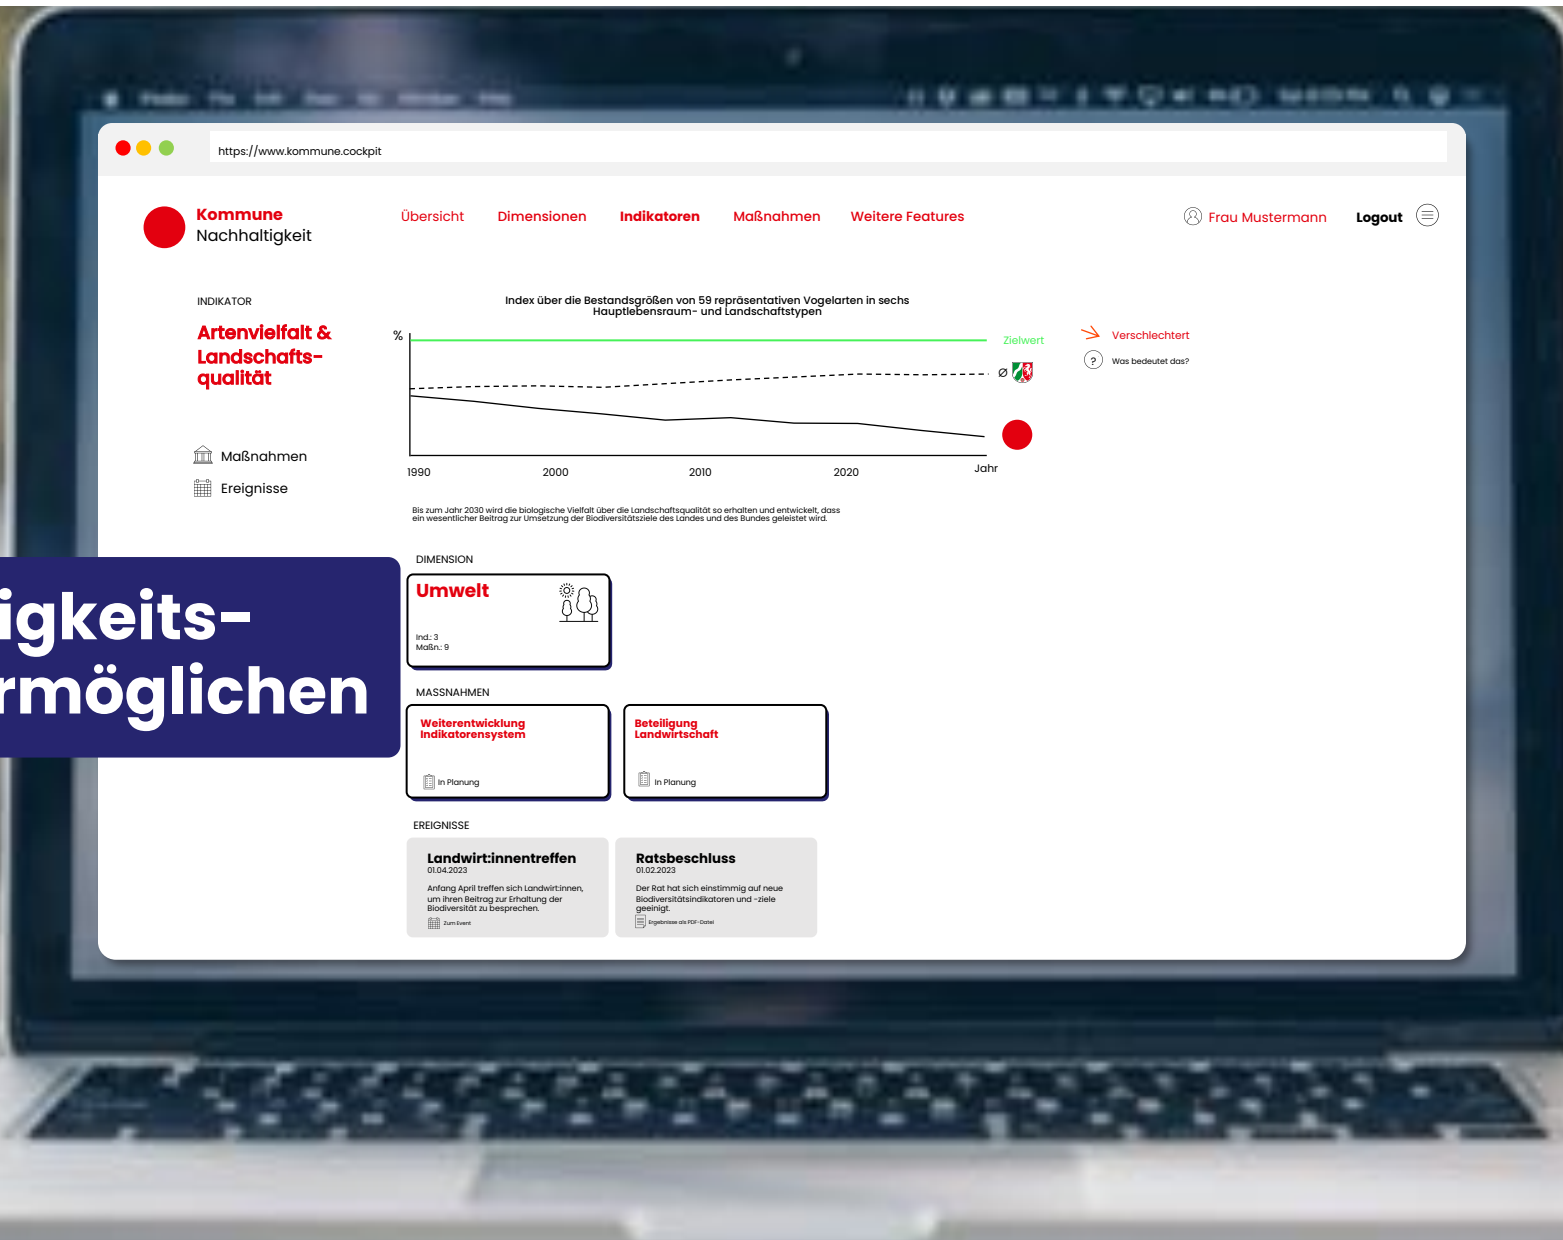 https://www.kommune.cockpit
Kommune
Nachhaltigkeit
Übersicht Dimensionen Indikatoren Maßnahmen Weitere Features
Frau Mustermann Logout
INDIKATOR
Artenvielfalt &
Landschafts-
qualität
Maßnahmen
Ereignisse
Index über die Bestandsgrößen von 59 repräsentativen Vogelarten in sechs
Hauptlebensraum- und Landschaftstypen
%
Zielwert
Ø
1990 2000 2010 2020 Jahr
Verschlechtert
? Was bedeutet das?
Bis zum Jahr 2030 wird die biologische Vielfalt über die Landschaftsqualität so erhalten und entwickelt, dass
ein wesentlicher Beitrag zur Umsetzung der Biodiversitätsziele des Landes und des Bundes geleistet wird.
igkeits-
rmöglichen
DIMENSION
Umwelt
Ind.: 3
Maßn.: 9
MASSNAHMEN
Weiterentwicklung
Indikatorensystem
In Planung
Beteiligung
Landwirtschaft
In Planung
EREIGNISSE
Landwirt:innentreffen
01.04.2023
Anfang April treffen sich Landwirt:innen,
um ihren Beitrag zur Erhaltung der
Biodiversität zu besprechen.
Zum Event
Ratsbeschluss
01.02.2023
Der Rat hat sich einstimmig auf neue
Biodiversitätsindikatoren und -ziele
geeinigt.
Ergebnisse als PDF-Datei